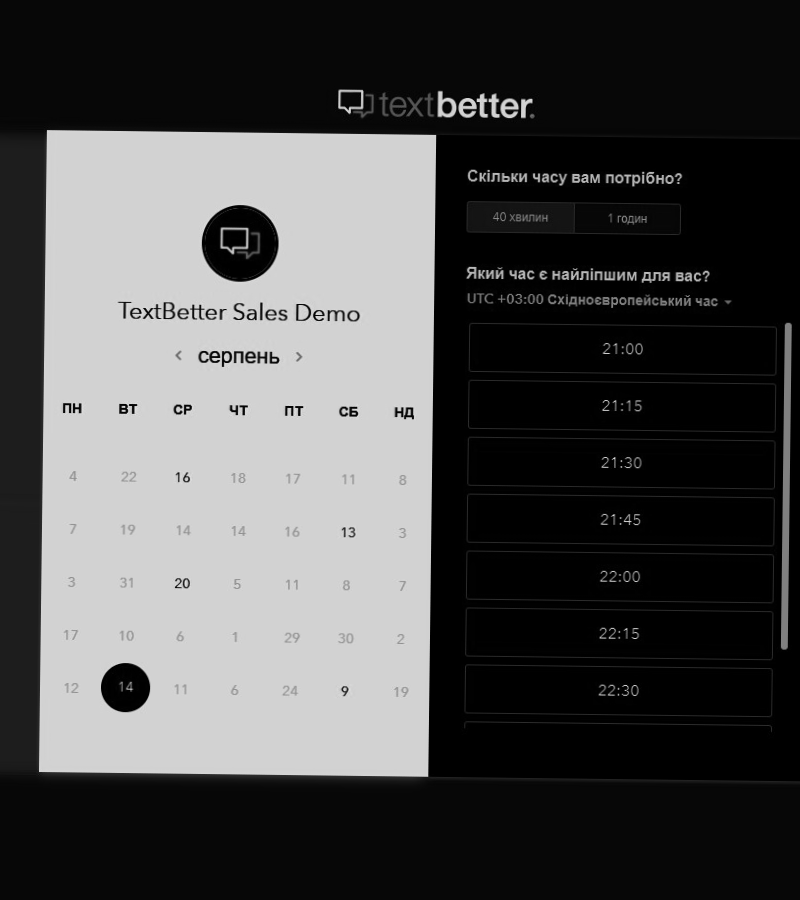 textbetter.
TextBetter Sales Demo
серпень
ПН ВТ СР ЧТ ПТ СБ НД
4 22 16 18 17 11 8
7 19 14 14 16 13 3
3 31 20 5 11 8 7
17 10 6 1 29 30 2
12 14 11 6 24 9 19
Скільки часу вам потрібно?
40 хвилин 1 годин
Який час є найліпшим для вас?
UTC +03:00 Східноєвропейський час
21:00
21:15
21:30
21:45
22:00
22:15
22:30